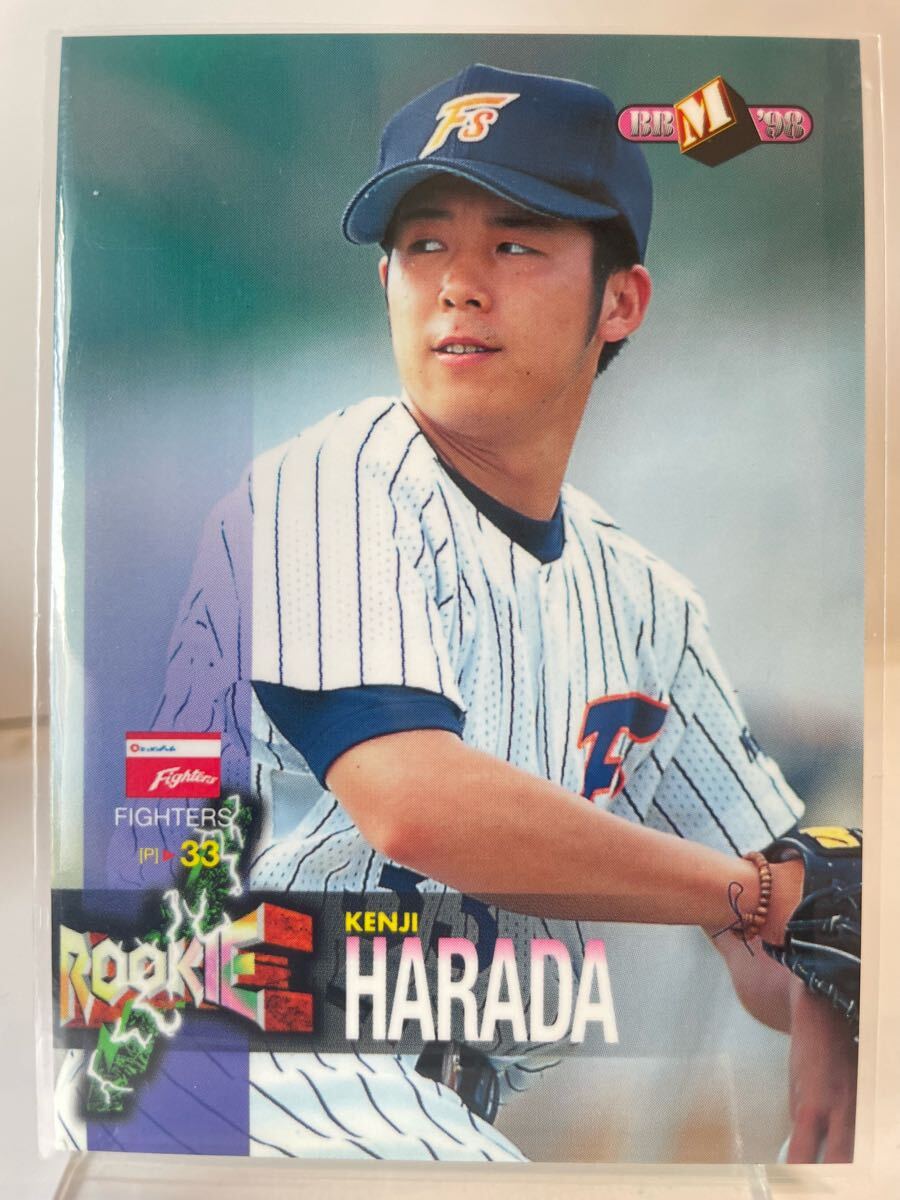 Fs
BBM '98
F
Fighters
FIGHTERS
[P] ▶ 33
ROOKIE
KENJI
HARADA